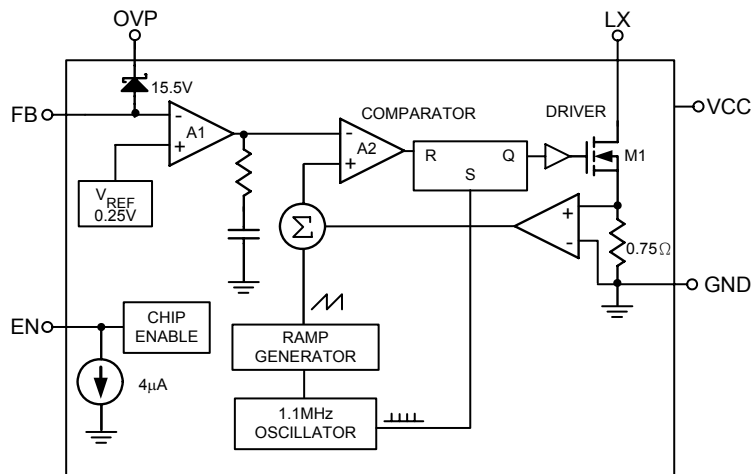 OVP
LX
15.5V
FB
-
A1
+
COMPARATOR
-
A2
+
DRIVER
VCC
R
Q
S
M1
VREF
0.25V
Σ
+
-
0.75Ω
GND
EN
CHIP
ENABLE
RAMP
GENERATOR
4µA
1.1MHz
OSCILLATOR